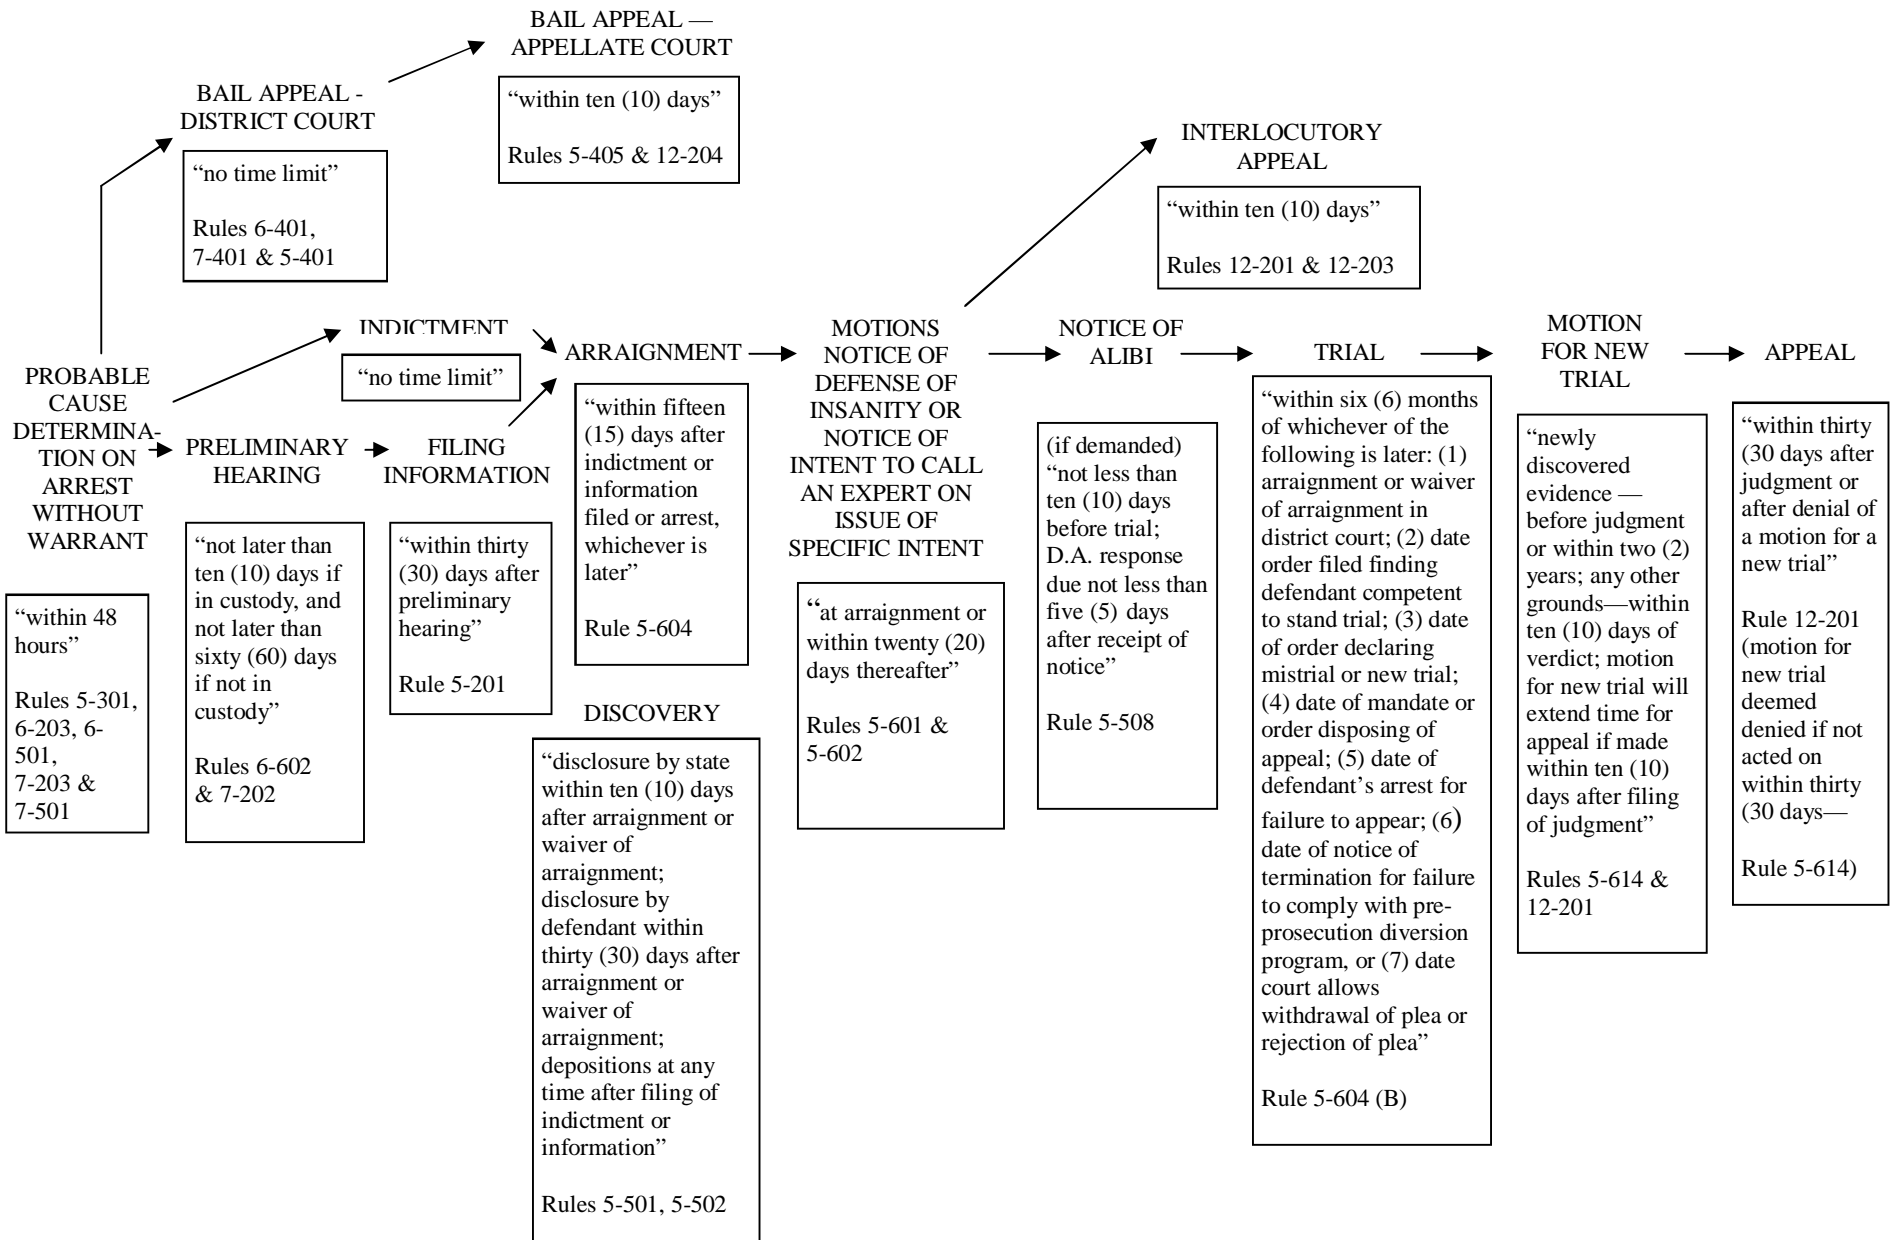 BAIL APPEAL —
APPELLATE COURT
“within ten (10) days”
Rules 5-405 & 12-204
BAIL APPEAL -
DISTRICT COURT
“no time limit”
Rules 6-401,
7-401 & 5-401
INTERLOCUTORY
APPEAL
“within ten (10) days”
Rules 12-201 & 12-203
PROBABLE
CAUSE
DETERMINA-
TION ON
ARREST
WITHOUT
WARRANT
“within 48
hours”
Rules 5-301,
6-203, 6-
501,
7-203 &
7-501
INDICTMENT
“no time limit”
PRELIMINARY
HEARING
“not later than
ten (10) days if
in custody, and
not later than
sixty (60) days
if not in
custody”
Rules 6-602
& 7-202
FILING
INFORMATION
“within thirty
(30) days after
preliminary
hearing”
Rule 5-201
ARRAIGNMENT
“within fifteen
(15) days after
indictment or
information
filed or arrest,
whichever is
later”
Rule 5-604
DISCOVERY
“disclosure by state
within ten (10) days
after arraignment or
waiver of
arraignment;
disclosure by
defendant within
thirty (30) days after
arraignment or
waiver of
arraignment;
depositions at any
time after filing of
indictment or
information”
Rules 5-501, 5-502
MOTIONS
NOTICE OF
DEFENSE OF
INSANITY OR
NOTICE OF
INTENT TO CALL
AN EXPERT ON
ISSUE OF
SPECIFIC INTENT
“at arraignment or
within twenty (20)
days thereafter”
Rules 5-601 &
5-602
NOTICE OF
ALIBI
(if demanded)
“not less than
ten (10) days
before trial;
D.A. response
due not less than
five (5) days
after receipt of
notice”
Rule 5-508
TRIAL
“within six (6) months
of whichever of the
following is later: (1)
arraignment or waiver
of arraignment in
district court; (2) date
order filed finding
defendant competent
to stand trial; (3) date
of order declaring
mistrial or new trial;
(4) date of mandate or
order disposing of
appeal; (5) date of
defendant’s arrest for
failure to appear; (6)
date of notice of
termination for failure
to comply with pre-
prosecution diversion
program, or (7) date
court allows
withdrawal of plea or
rejection of plea”
Rule 5-604 (B)
MOTION
FOR NEW
TRIAL
“newly
discovered
evidence —
before judgment
or within two (2)
years; any other
grounds—within
ten (10) days of
verdict; motion
for new trial will
extend time for
appeal if made
within ten (10)
days after filing
of judgment”
Rules 5-614 &
12-201
APPEAL
“within thirty
(30 days after
judgment or
after denial of
a motion for a
new trial”
Rule 12-201
(motion for
new trial
deemed
denied if not
acted on
within thirty
(30 days—
Rule 5-614)